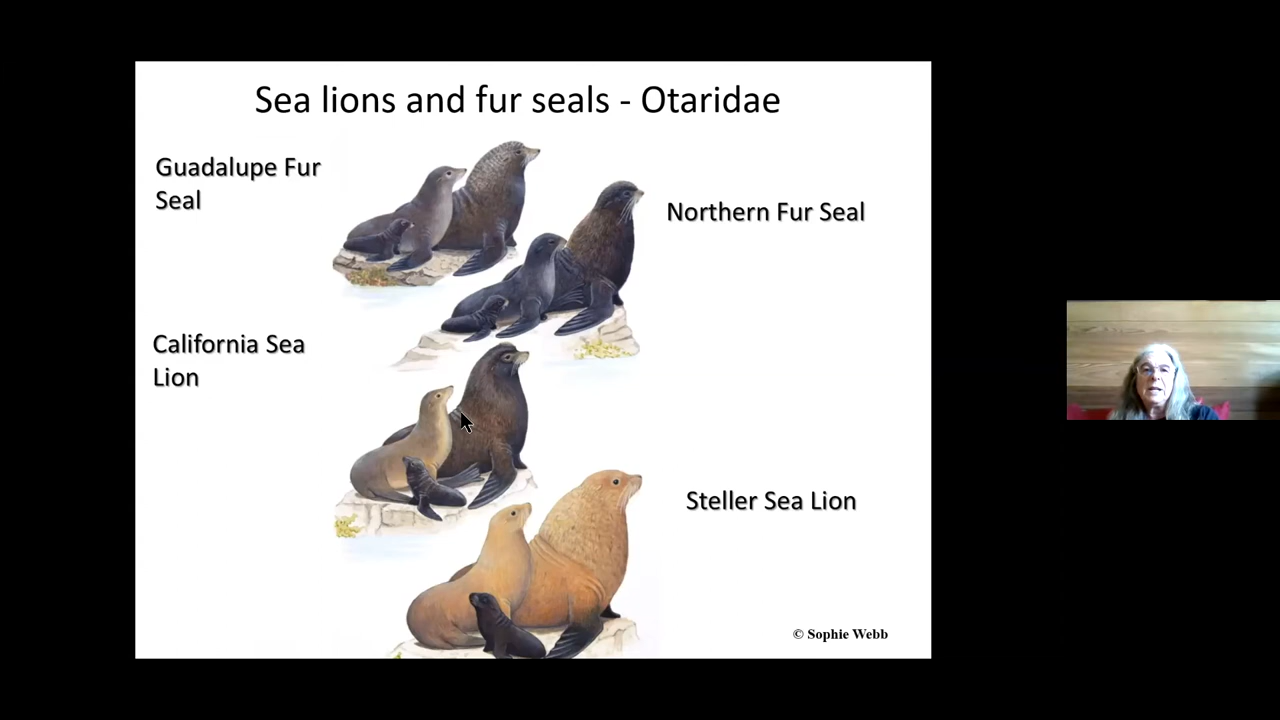 Sea lions and fur seals - Otaridae
Guadalupe Fur
Seal
Northern Fur Seal
California Sea
Lion
Steller Sea Lion
© Sophie Webb